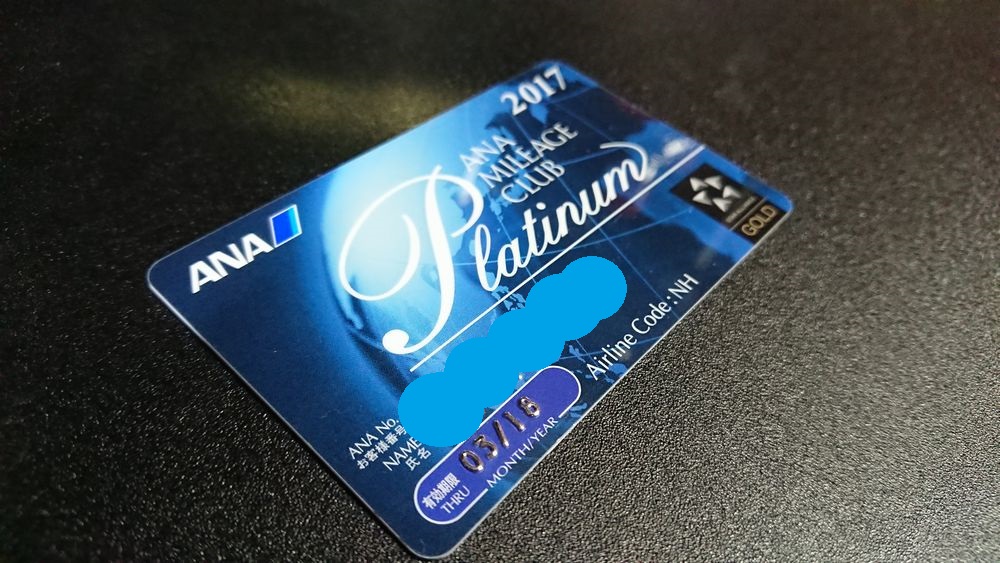 2017
ANA
MILEAGE
CLUB
Platinum
ANA
GOLD
Airline Code : NH
ANA No.
お客様番号
NAME
氏名
有効期限
THRU
03/18
MONTH/YEAR